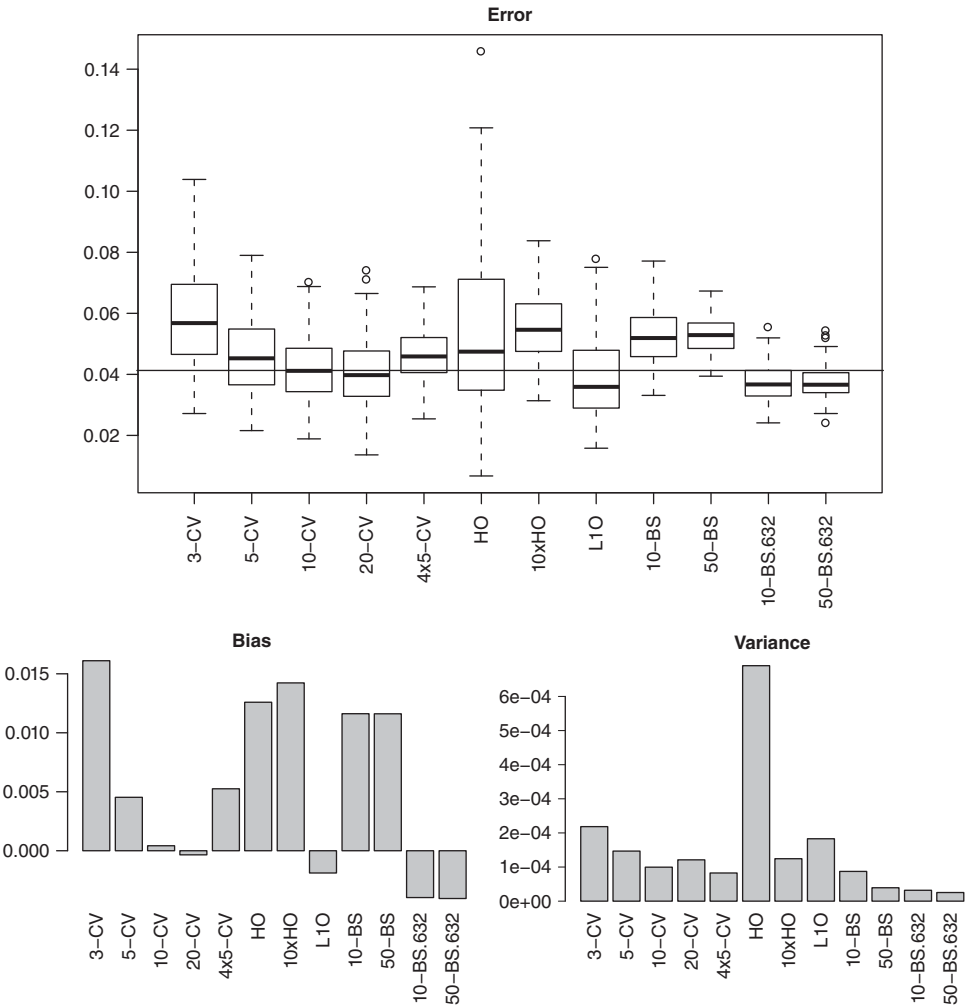 Error
0.14
0.12
0.10
0.08
0.06
0.04
0.02
3−CV
5−CV
10−CV
20−CV
4x5−CV
HO
10xHO
L1O
10−BS
50−BS
10−BS.632
50−BS.632
Bias
0.015
0.010
0.005
0.000
3−CV
5−CV
10−CV
20−CV
4x5−CV
HO
10xHO
L1O
10−BS
50−BS
10−BS.632
50−BS.632
Variance
6e−04
5e−04
4e−04
3e−04
2e−04
1e−04
0e+00
3−CV
5−CV
10−CV
20−CV
4x5−CV
HO
10xHO
L1O
10−BS
50−BS
10−BS.632
50−BS.632